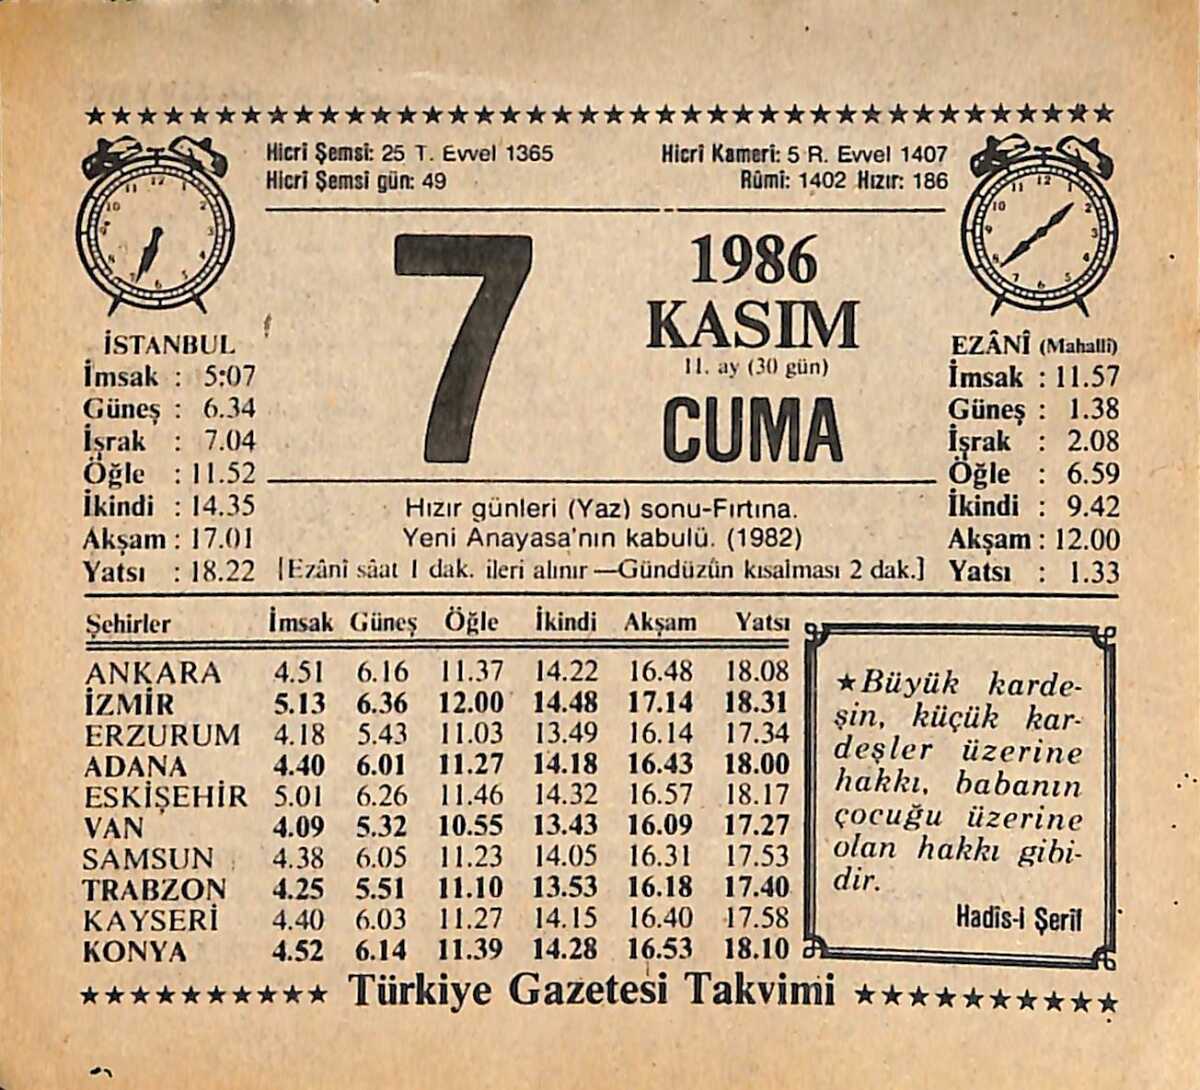 Hicrî Şemsî: 25 T. Evvel 1365
Hicrî Şemsî gün: 49
Hicrî Kamerî: 5 R. Evvel 1407
Rûmî: 1402 Hızır: 186
7
1986
KASIM
11. ay (30 gün)
CUMA
İSTANBUL
İmsak : 5:07
Güneş : 6.34
İşrak : 7.04
Öğle : 11.52
İkindi : 14.35
Akşam : 17.01
Yatsı : 18.22
EZÂNÎ (Mahallî)
İmsak : 11.57
Güneş : 1.38
İşrak : 2.08
Öğle : 6.59
İkindi : 9.42
Akşam : 12.00
Yatsı : 1.33
Hızır günleri (Yaz) sonu-Fırtına.
Yeni Anayasa'nın kabulü. (1982)
[Ezânî sâat 1 dak. ileri alınır—Gündüzün kısalması 2 dak.]
Şehirler İmsak Güneş Öğle İkindi Akşam Yatsı
ANKARA 4.51 6.16 11.37 14.22 16.48 18.08
İZMİR 5.13 6.36 12.00 14.48 17.14 18.31
ERZURUM 4.18 5.43 11.03 13.49 16.14 17.34
ADANA 4.40 6.01 11.27 14.18 16.43 18.00
ESKİŞEHİR 5.01 6.26 11.46 14.32 16.57 18.17
VAN 4.09 5.32 10.55 13.43 16.09 17.27
SAMSUN 4.38 6.05 11.23 14.05 16.31 17.53
TRABZON 4.25 5.51 11.10 13.53 16.18 17.40
KAYSERİ 4.40 6.03 11.27 14.15 16.40 17.58
KONYA 4.52 6.14 11.39 14.28 16.53 18.10
★Büyük karde-
şin, küçük kar-
deşler üzerine
hakkı, babanın
çocuğu üzerine
olan hakkı gibi-
dir.
Hadîs-i Şerîf
★★★★★★★★★★ Türkiye Gazetesi Takvimi ★★★★★★★★★★